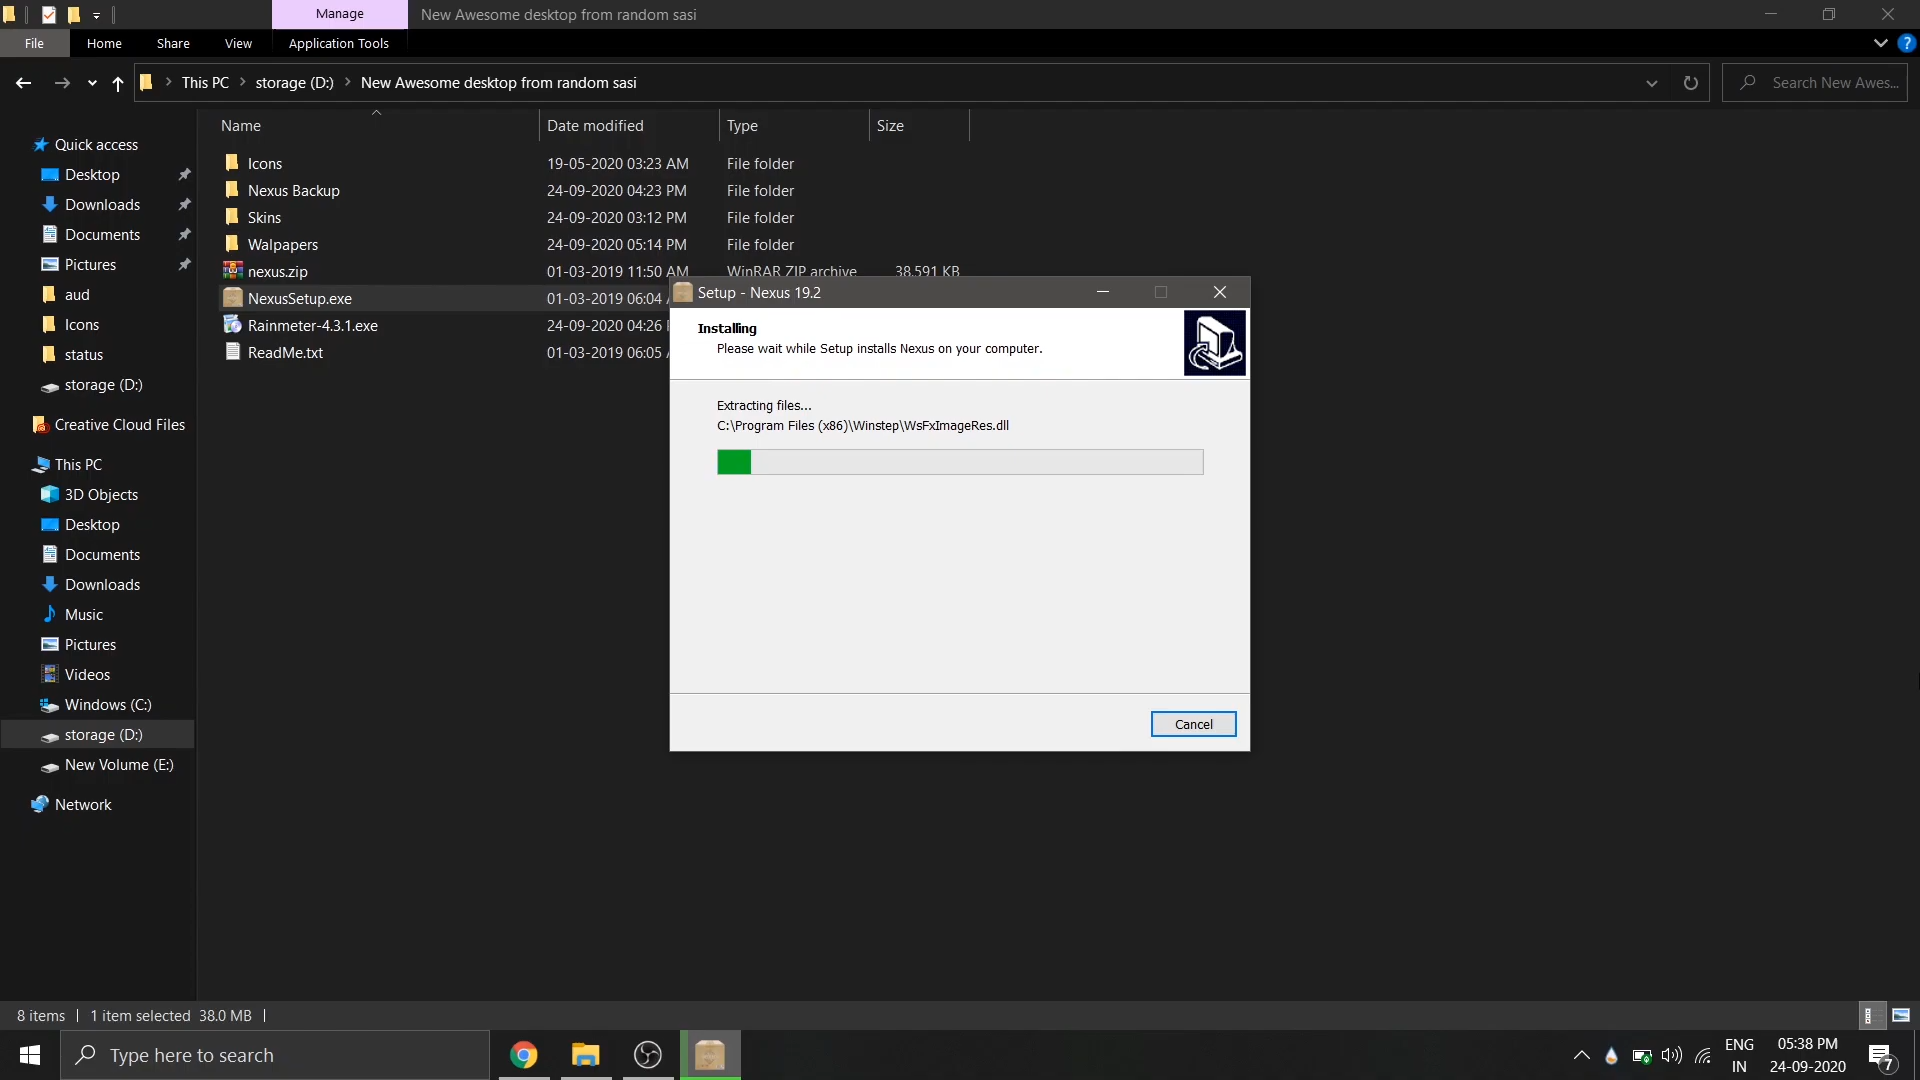 Manage
New Awesome desktop from random sasi
File
Home
Share
View
Application Tools
This PC
storage (D:)
New Awesome desktop from random sasi
Search New Awes...
Name
Date modified
Type
Size
Quick access
Desktop
Downloads
Documents
Pictures
aud
Icons
status
storage (D:)
Creative Cloud Files
This PC
3D Objects
Desktop
Documents
Downloads
Music
Pictures
Videos
Windows (C:)
storage (D:)
New Volume (E:)
Network
Icons 19-05-2020 03:23 AM File folder
Nexus Backup 24-09-2020 04:23 PM File folder
Skins 24-09-2020 03:12 PM File folder
Walpapers 24-09-2020 05:14 PM File folder
nexus.zip 01-03-2019 11:50 AM WinRAR ZIP archive 38,591 KB
NexusSetup.exe 01-03-2019 06:04
Rainmeter-4.3.1.exe 24-09-2020 04:26
ReadMe.txt 01-03-2019 06:05
Setup - Nexus 19.2
Installing
Please wait while Setup installs Nexus on your computer.
Extracting files...
C:\Program Files (x86)\Winstep\WsFxImageRes.dll
Cancel
8 items
1 item selected 38.0 MB
Type here to search
ENG
IN
05:38 PM
24-09-2020
7